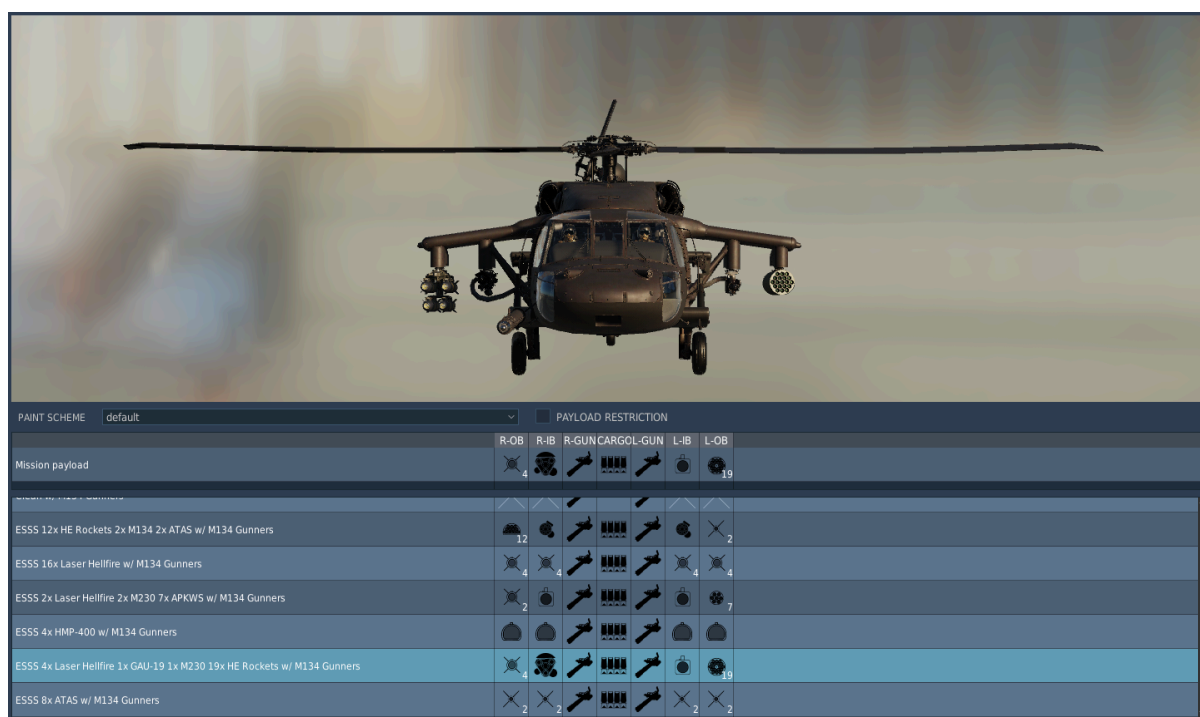 PAINT SCHEME default PAYLOAD RESTRICTION
R-OB R-IB R-GUN CARGO L-GUN L-IB L-OB
Mission payload 4 19
ESSS 12x HE Rockets 2x M134 2x ATAS w/ M134 Gunners 12 2
ESSS 16x Laser Hellfire w/ M134 Gunners 4 4 4 4
ESSS 2x Laser Hellfire 2x M230 7x APKWS w/ M134 Gunners 2 7
ESSS 4x HMP-400 w/ M134 Gunners
ESSS 4x Laser Hellfire 1x GAU-19 1x M230 19x HE Rockets w/ M134 Gunners 4 19
ESSS 8x ATAS w/ M134 Gunners 2 2 2 2